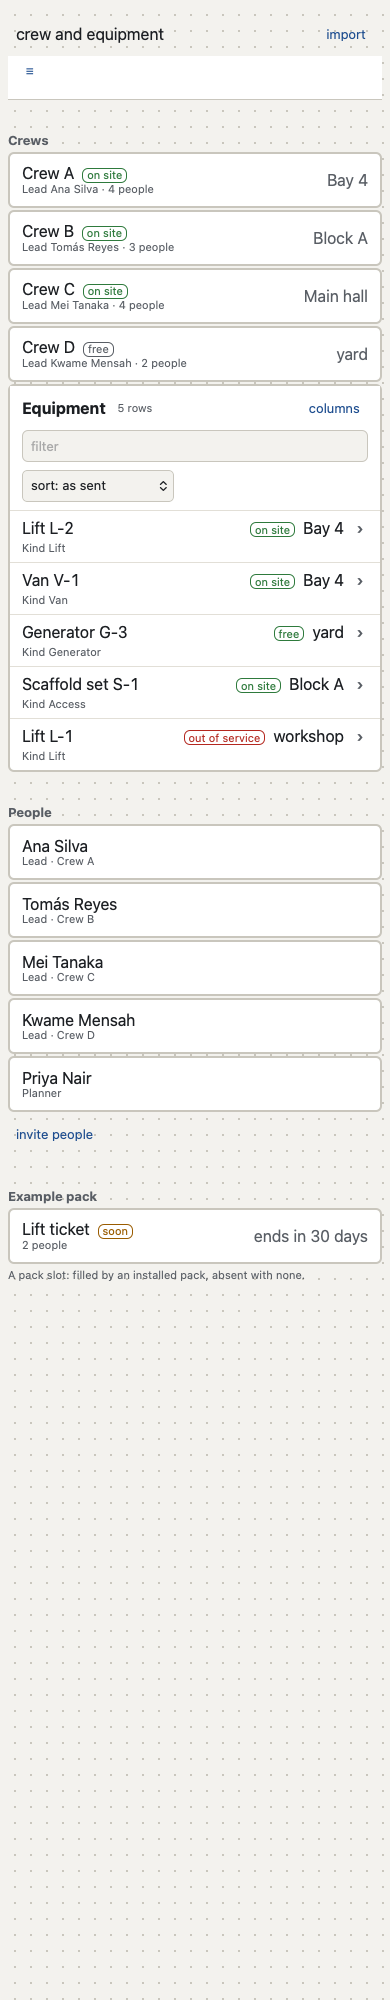 crew and equipment
import
≡
Crews
Crew A on site
Bay 4
Lead Ana Silva · 4 people
Crew B on site
Block A
Lead Tomás Reyes · 3 people
Crew C on site
Main hall
Lead Mei Tanaka · 4 people
Crew D free
yard
Lead Kwame Mensah · 2 people
Equipment 5 rows columns
filter
sort: as sent
Lift L-2 on site Bay 4 ›
Kind Lift
Van V-1 on site Bay 4 ›
Kind Van
Generator G-3 free yard ›
Kind Generator
Scaffold set S-1 on site Block A ›
Kind Access
Lift L-1 out of service workshop ›
Kind Lift
People
Ana Silva
Lead · Crew A
Tomás Reyes
Lead · Crew B
Mei Tanaka
Lead · Crew C
Kwame Mensah
Lead · Crew D
Priya Nair
Planner
invite people
Example pack
Lift ticket soon
ends in 30 days
2 people
A pack slot: filled by an installed pack, absent with none.